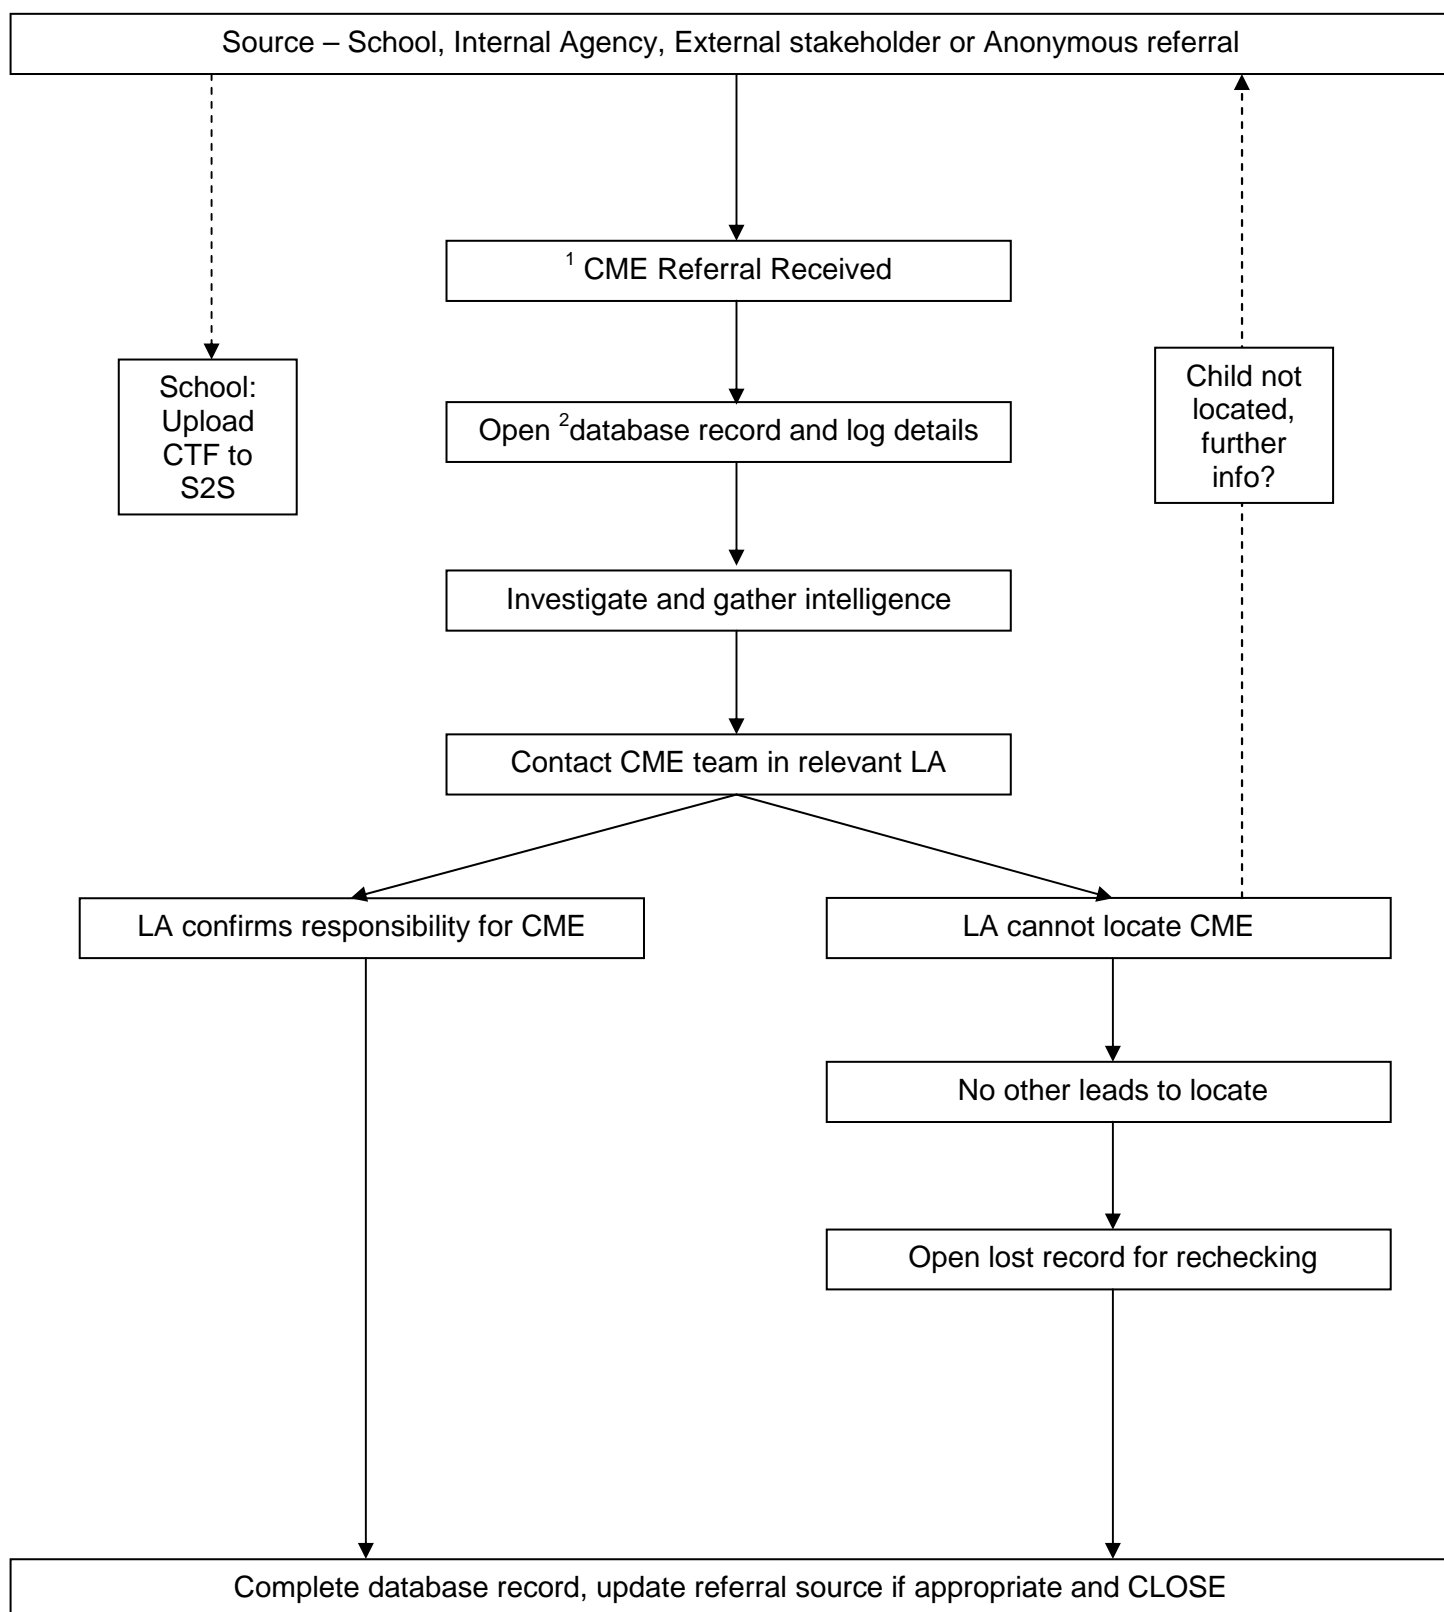 Source – School, Internal Agency, External stakeholder or Anonymous referral
1 CME Referral Received
School:
Upload
CTF to
S2S
Child not
located,
further
info?
Open 2database record and log details
Investigate and gather intelligence
Contact CME team in relevant LA
LA confirms responsibility for CME
LA cannot locate CME
No other leads to locate
Open lost record for rechecking
Complete database record, update referral source if appropriate and CLOSE